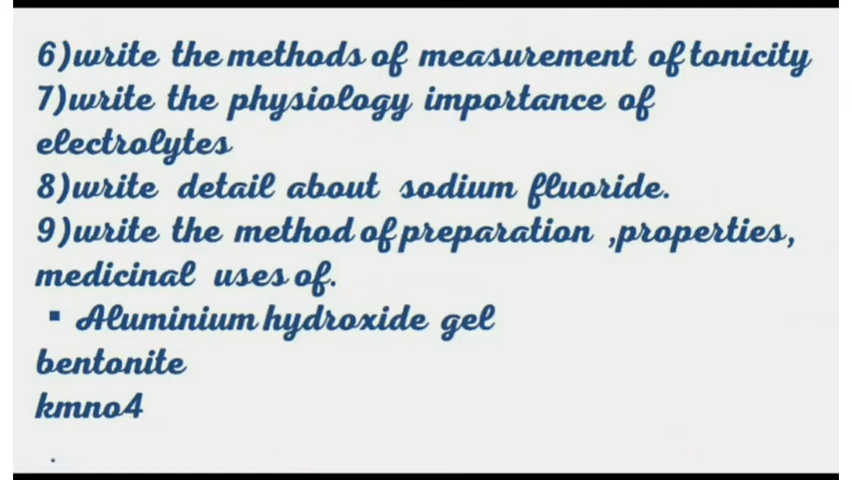 6)write the methods of measurement of tonicity
7)write the physiology importance of
electrolytes
8)write detail about sodium fluoride.
9)write the method of preparation ,properties,
medicinal uses of.
▪ Aluminium hydroxide gel
bentonite
kmno4
.